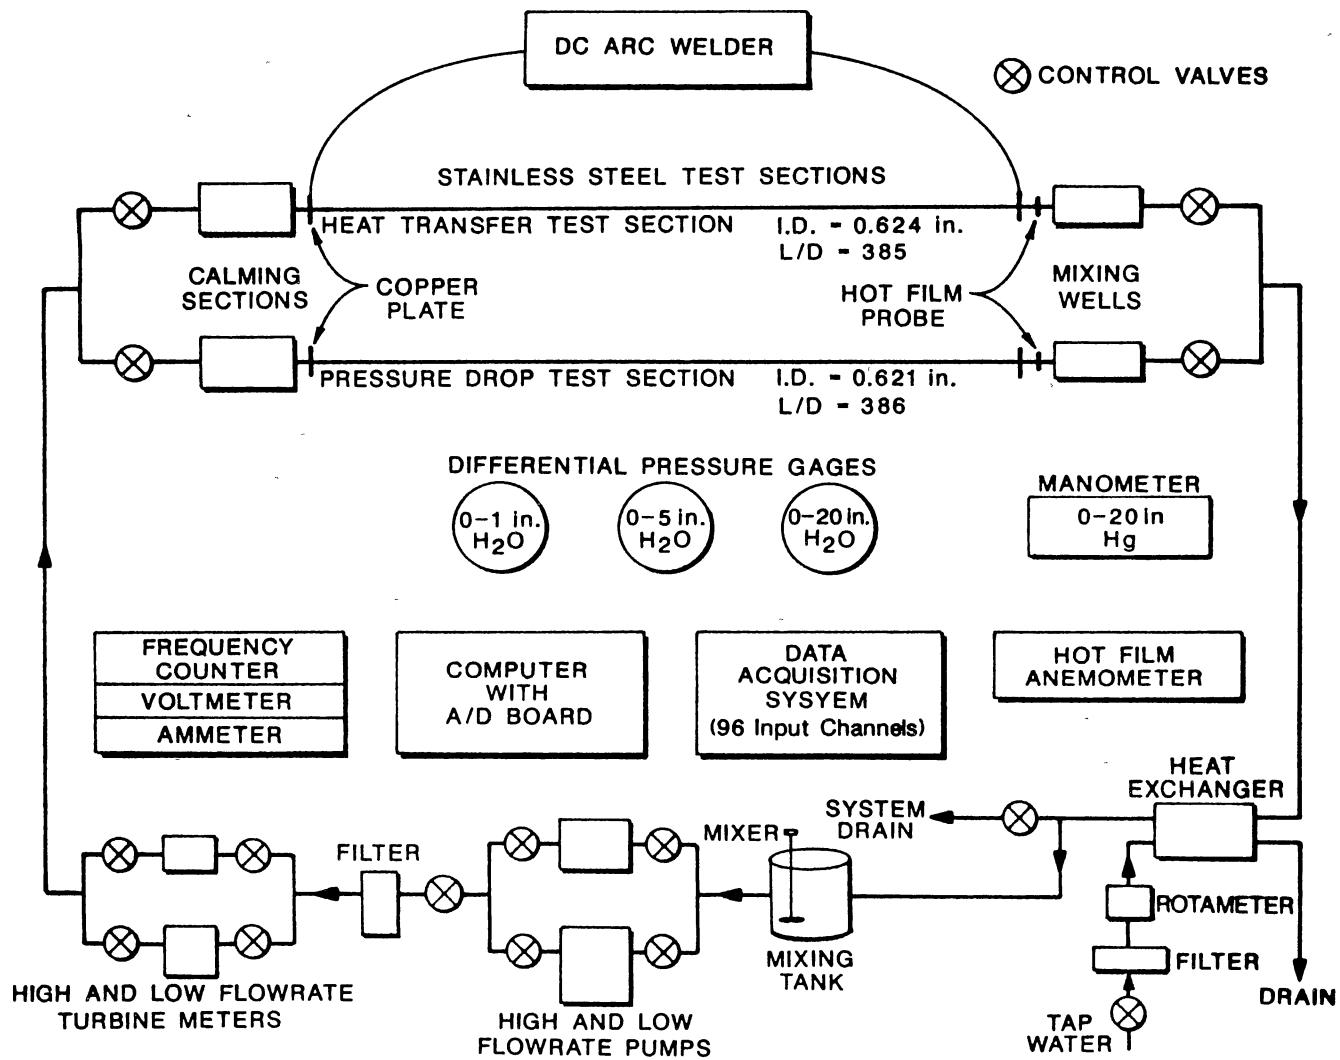 DC ARC WELDER
CONTROL VALVES
STAINLESS STEEL TEST SECTIONS
HEAT TRANSFER TEST SECTION
I.D. = 0.624 in.
L/D = 385
CALMING
SECTIONS
COPPER
PLATE
HOT FILM
PROBE
MIXING
WELLS
PRESSURE DROP TEST SECTION
I.D. = 0.621 in.
L/D = 386
DIFFERENTIAL PRESSURE GAGES
0-1 in.
H2O
0-5 in.
H2O
0-20 in.
H2O
MANOMETER
0-20 in
Hg
FREQUENCY
COUNTER
VOLTMETER
AMMETER
COMPUTER
WITH
A/D BOARD
DATA
ACQUISITION
SYSYEM
(96 Input Channels)
HOT FILM
ANEMOMETER
HEAT
EXCHANGER
SYSTEM
DRAIN
MIXER
FILTER
ROTAMETER
FILTER
MIXING
TANK
DRAIN
HIGH AND LOW FLOWRATE
TURBINE METERS
HIGH AND LOW
FLOWRATE PUMPS
TAP
WATER